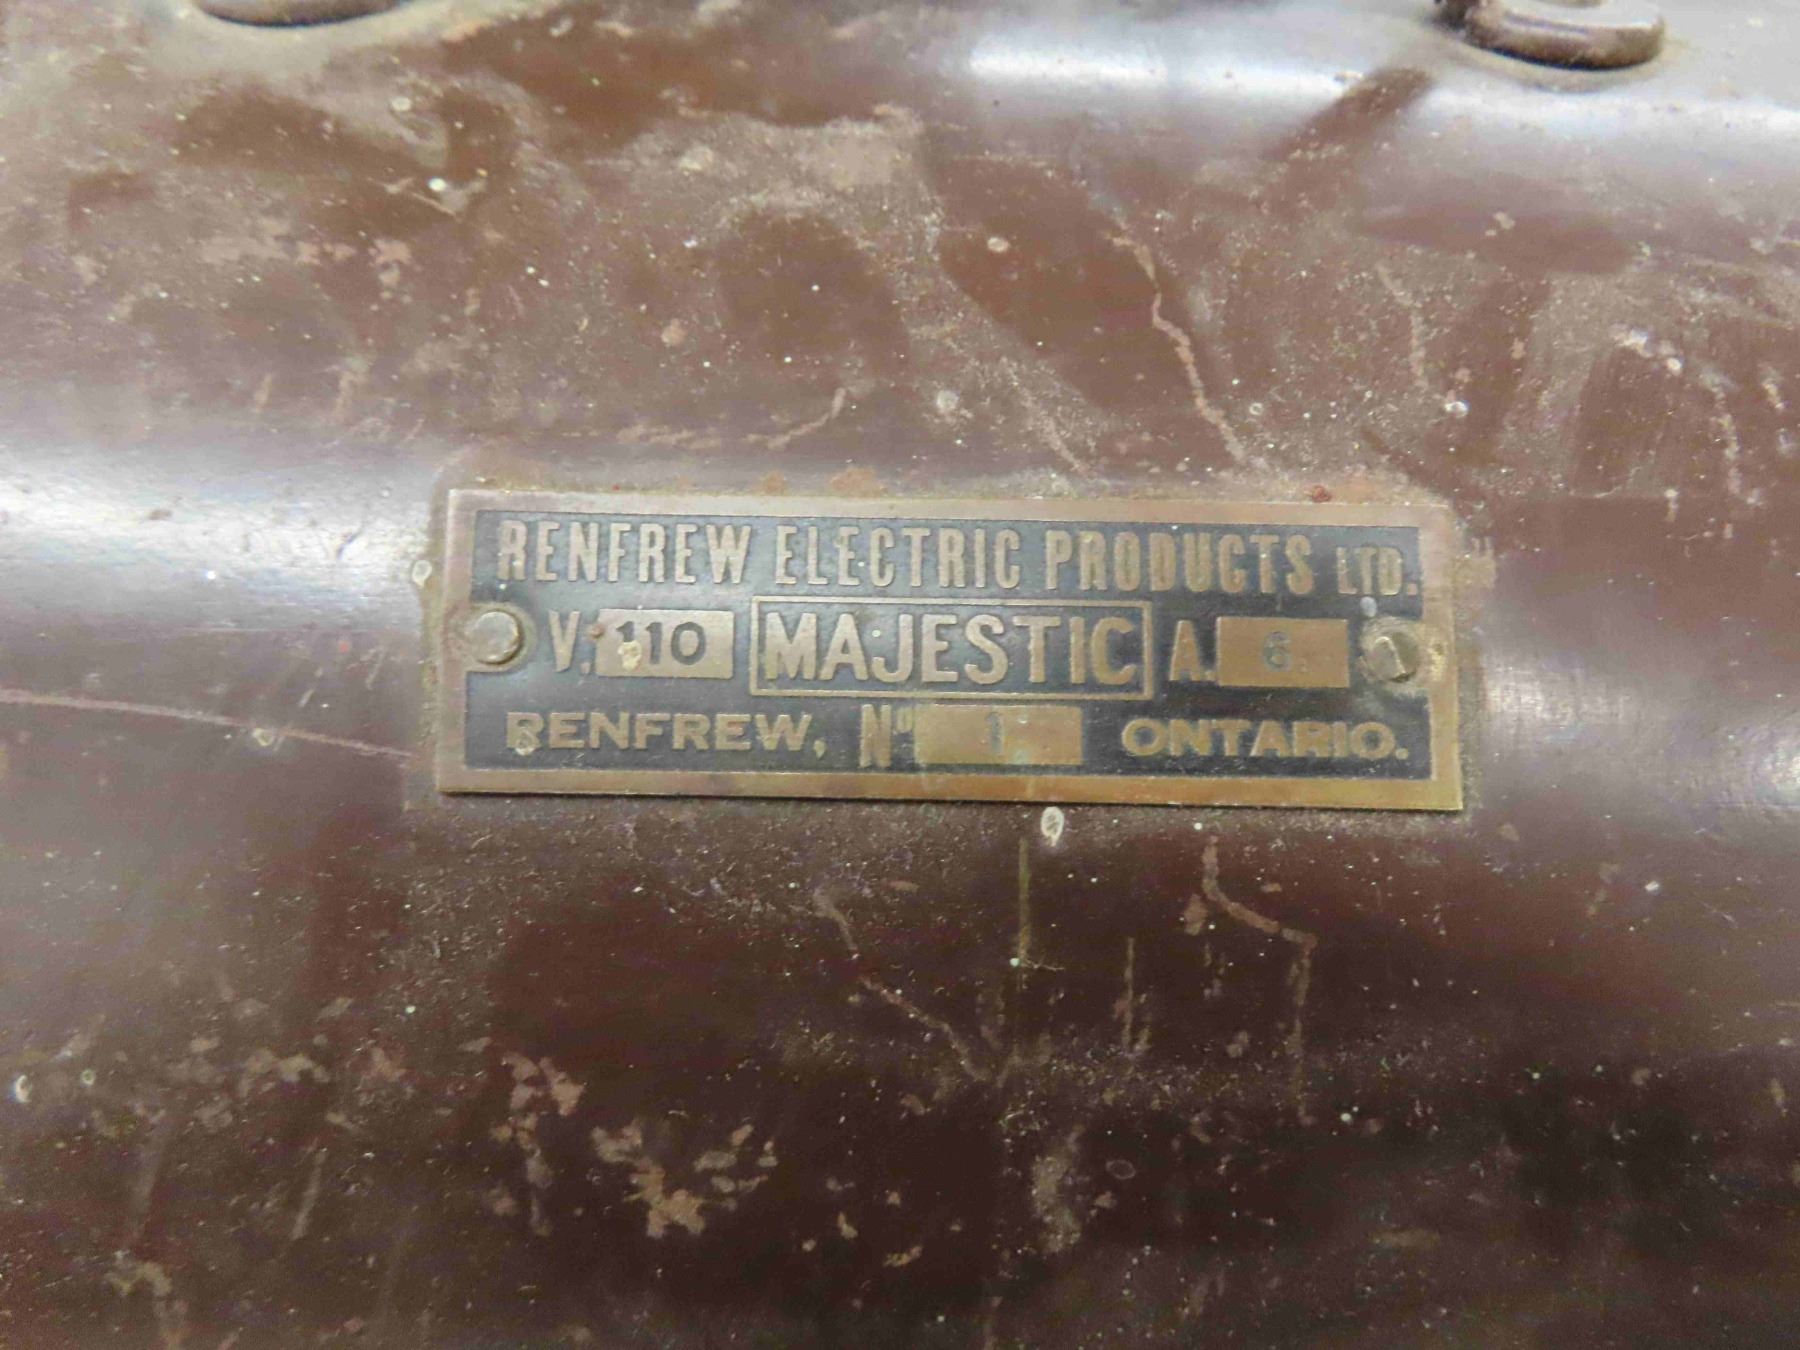 RENFREW ELECTRIC PRODUCTS LTD.
V. 110 MAJESTIC A. 6
RENFREW, Nº 1 ONTARIO.